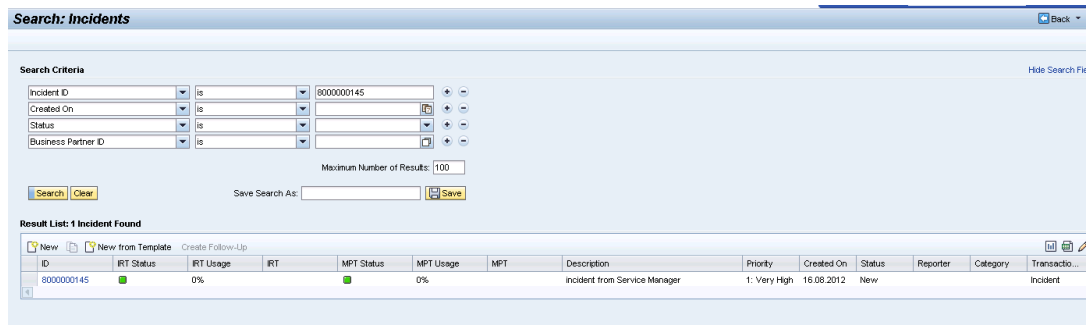 Search: Incidents
Back
Search Criteria
Hide Search Fie
Incident ID is 8000000145
Created On is
Status is
Business Partner ID is
Maximum Number of Results: 100
Search Clear Save Search As: Save
Result List: 1 Incident Found
New New from Template Create Follow-Up
ID IRT Status IRT Usage IRT MPT Status MPT Usage MPT Description Priority Created On Status Reporter Category Transactio...
8000000145 0% 0% incident from Service Manager 1: Very High 16.08.2012 New Incident